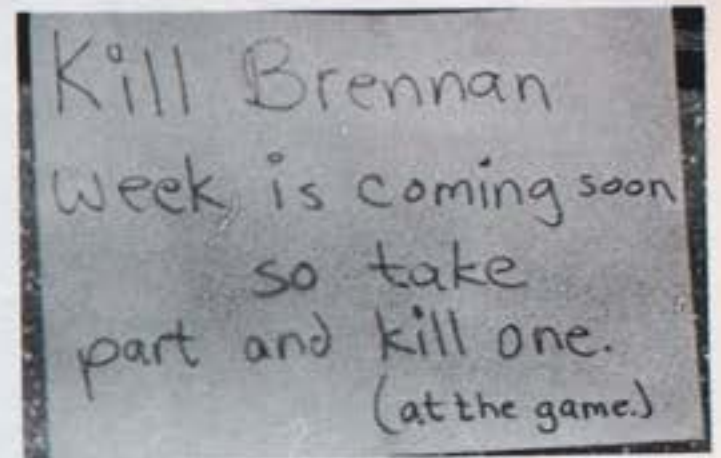 Kill Brennan
week is coming soon
so take
part and kill one.
(at the game.)